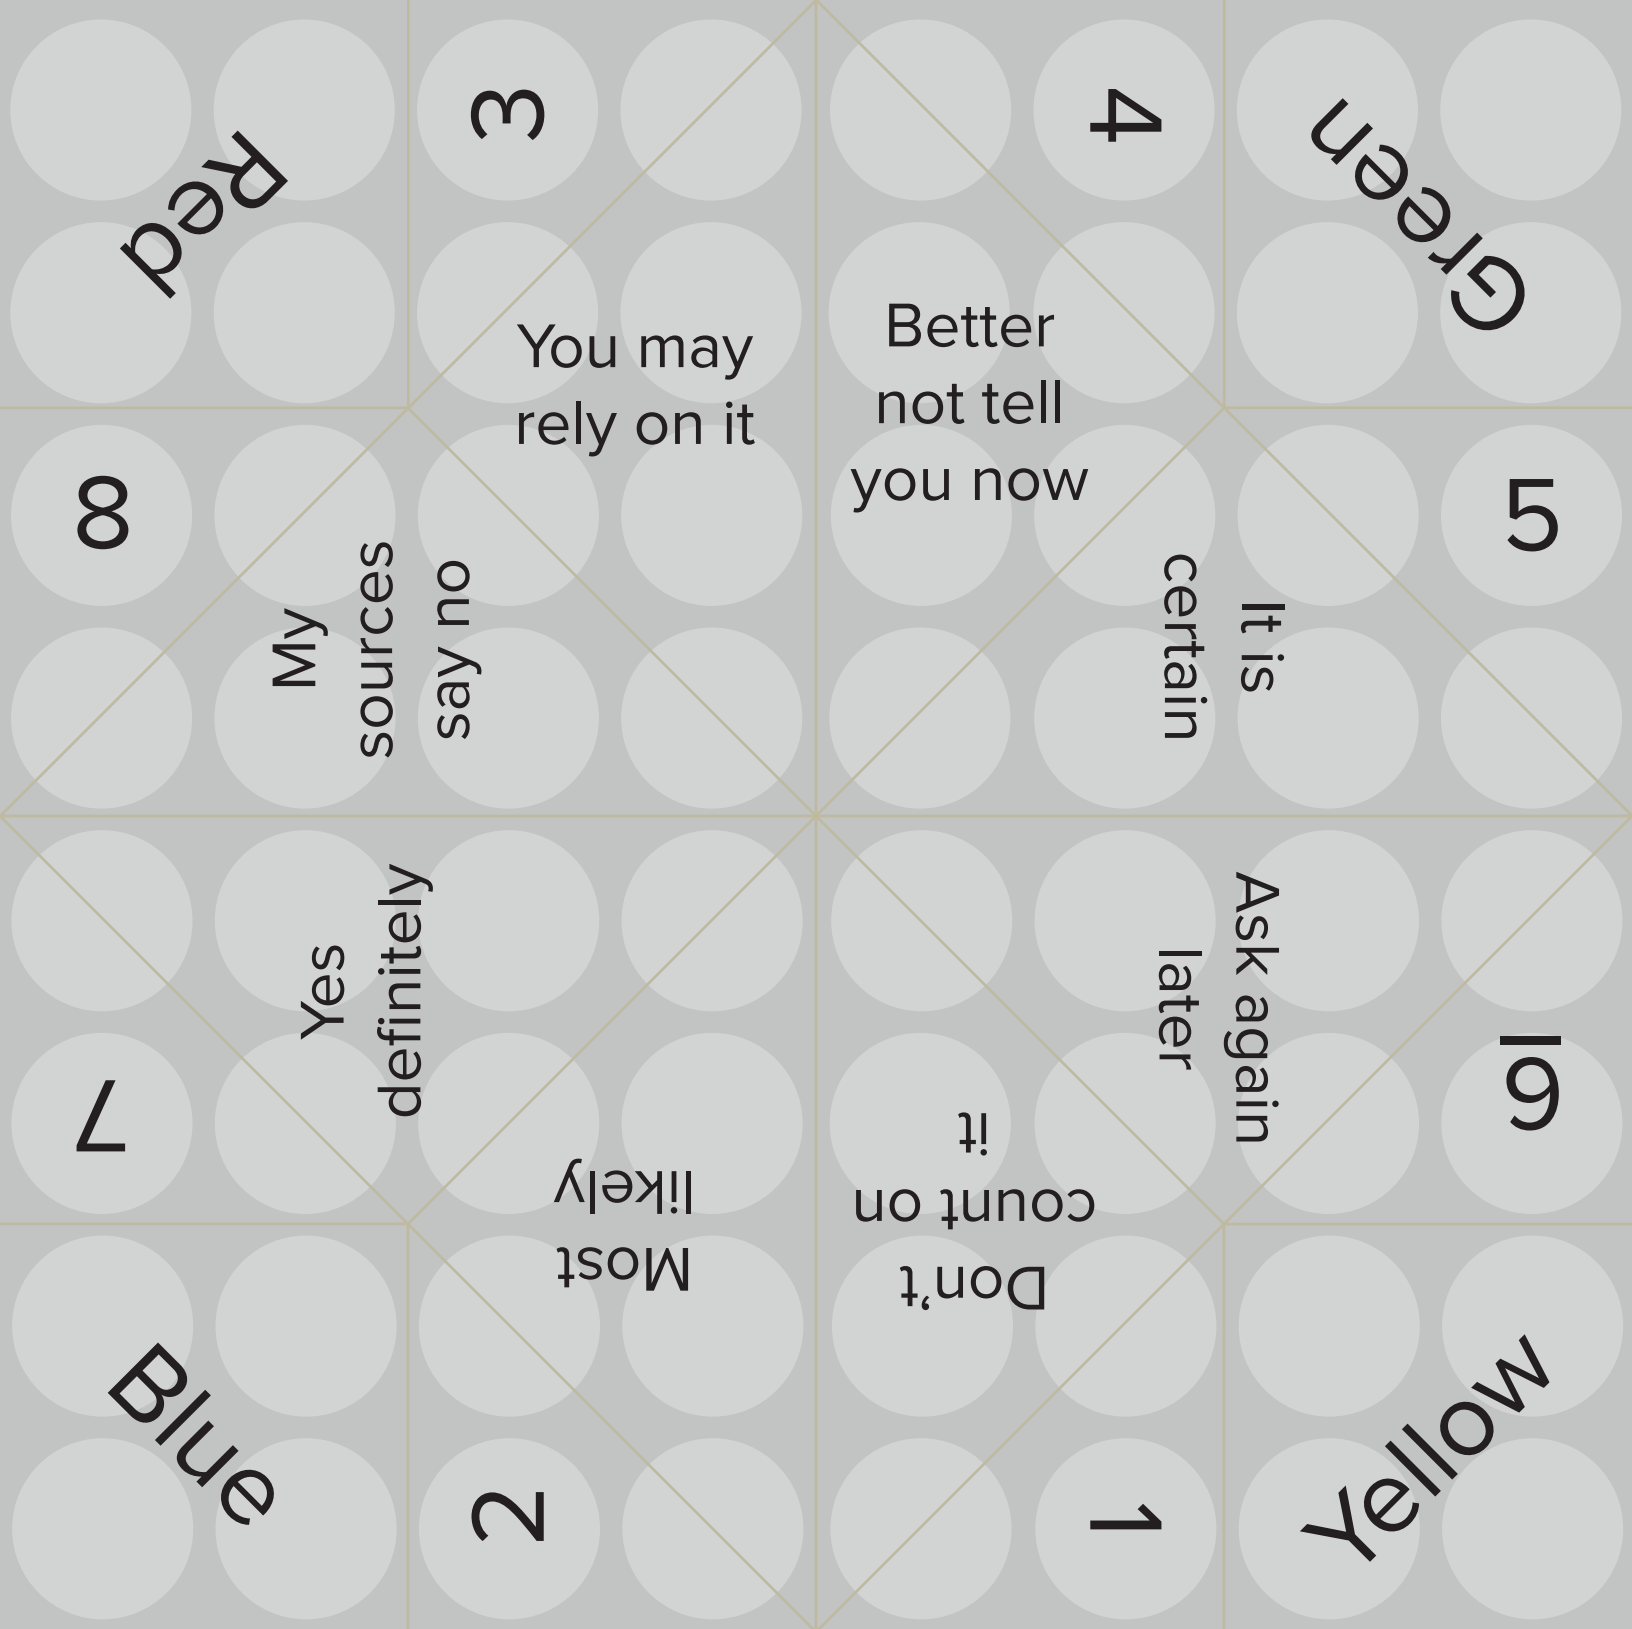 Red
3
4
Green
You may
rely on it
Better
not tell
you now
8
5
My
sources
say no
It is
certain
Yes
definitely
Ask again
later
7
6
Most
likely
Don't
count on
it
Blue
2
1
Yellow